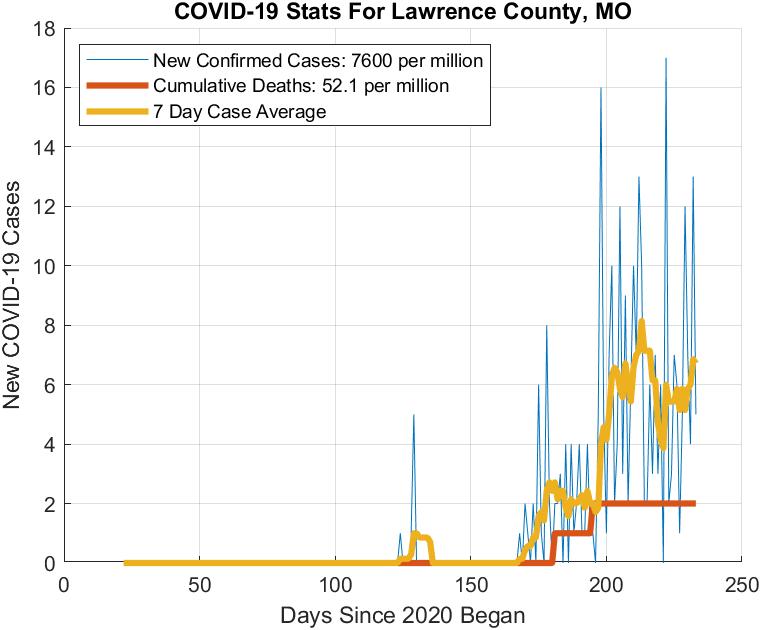 COVID-19 Stats For Lawrence County, MO
New Confirmed Cases: 7600 per million
Cumulative Deaths: 52.1 per million
7 Day Case Average
New COVID-19 Cases
18
16
14
12
10
8
6
4
2
0
0 50 100 150 200 250
Days Since 2020 Began